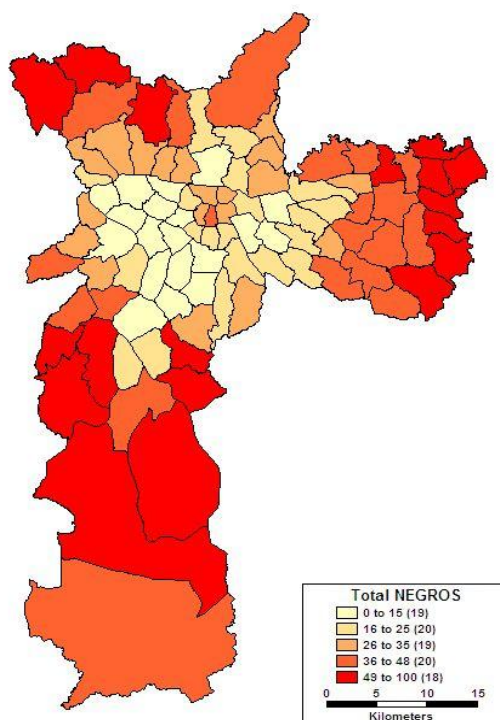 Total NEGROS
0 to 15 (19)
16 to 25 (20)
26 to 35 (19)
36 to 48 (20)
49 to 100 (18)
0 5 10 15
Kilometers